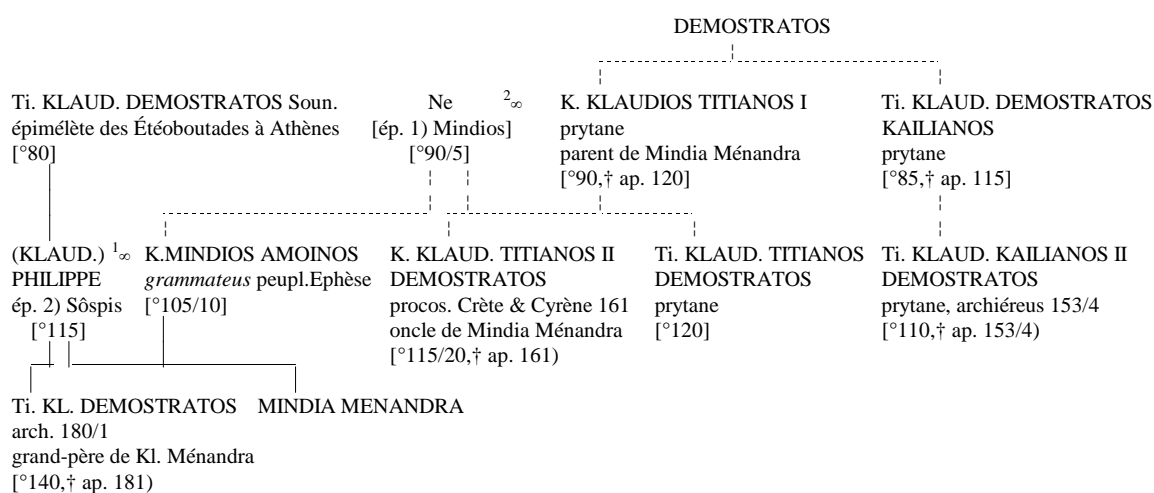 DEMOSTRATOS
Ti. KLAUD. DEMOSTRATOS Soun.
épimélète des Étéoboutades à Athènes
[°80]
Ne 2∞
[ép. 1) Mindios]
[°90/5]
K. KLAUDIOS TITIANOS I
prytane
parent de Mindia Ménandra
[°90,† ap. 120]
Ti. KLAUD. DEMOSTRATOS
KAILIANOS
prytane
[°85,† ap. 115]
(KLAUD.) 1∞
PHILIPPE
ép. 2) Sôspis
[°115]
K.MINDIOS AMOINOS
grammateus peupl.Ephèse
[°105/10]
K. KLAUD. TITIANOS II
DEMOSTRATOS
procos. Crète & Cyrène 161
oncle de Mindia Ménandra
[°115/20,† ap. 161)
Ti. KLAUD. TITIANOS
DEMOSTRATOS
prytane
[°120]
Ti. KLAUD. KAILIANOS II
DEMOSTRATOS
prytane, archiéreus 153/4
[°110,† ap. 153/4)
Ti. KL. DEMOSTRATOS
arch. 180/1
grand-père de Kl. Ménandra
[°140,† ap. 181)
MINDIA MENANDRA